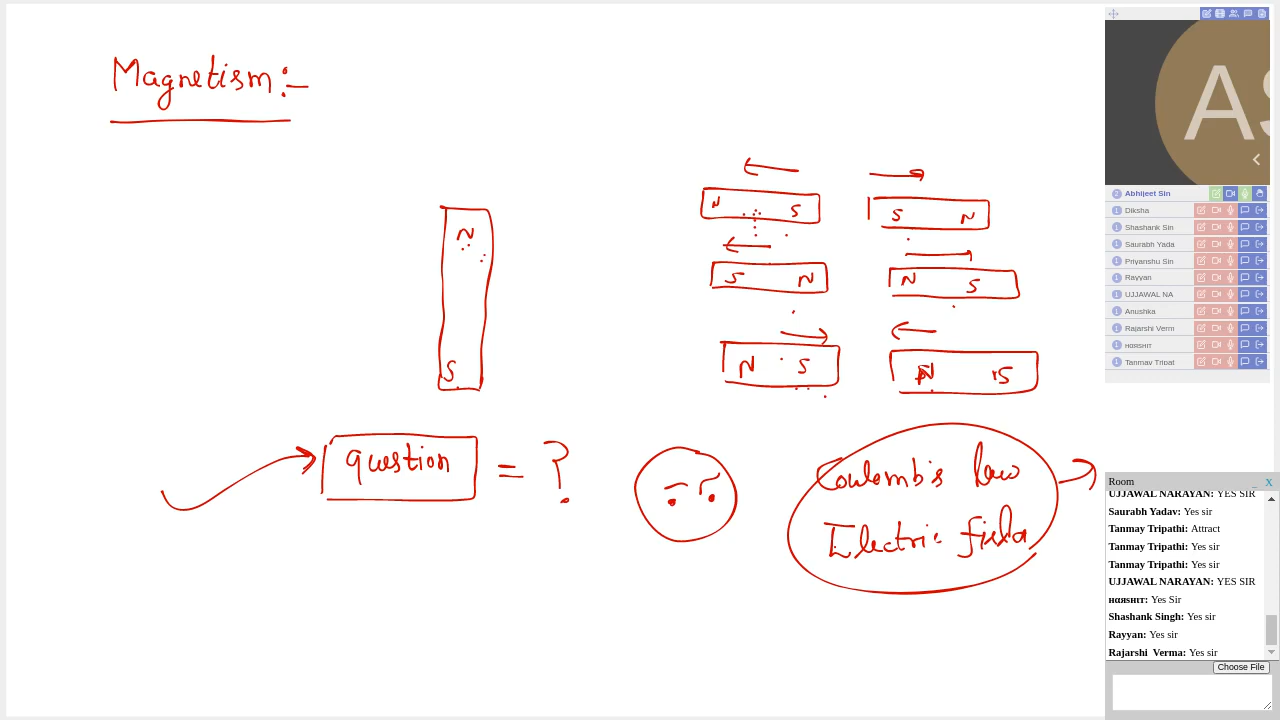 Magnetism:-
N
S
N S
S N
S N
N S
N S
N S
question = ?
Coulomb's law
Electric field
AS
Abhijeet Sin
Diksha
Shashank Sin
Saurabh Yada
Priyanshu Sin
Rayyan
UJJAWAL NA
Anushka
Rajarshi Verm
нαяѕнιт
Tanmay Tripat
Room
_ X
UJJAWAL NARAYAN: YES SIR
Saurabh Yadav: Yes sir
Tanmay Tripathi: Attract
Tanmay Tripathi: Yes sir
Tanmay Tripathi: Yes sir
UJJAWAL NARAYAN: YES SIR
нαяѕнιт: Yes Sir
Shashank Singh: Yes sir
Rayyan: Yes sir
Rajarshi Verma: Yes sir
Choose File